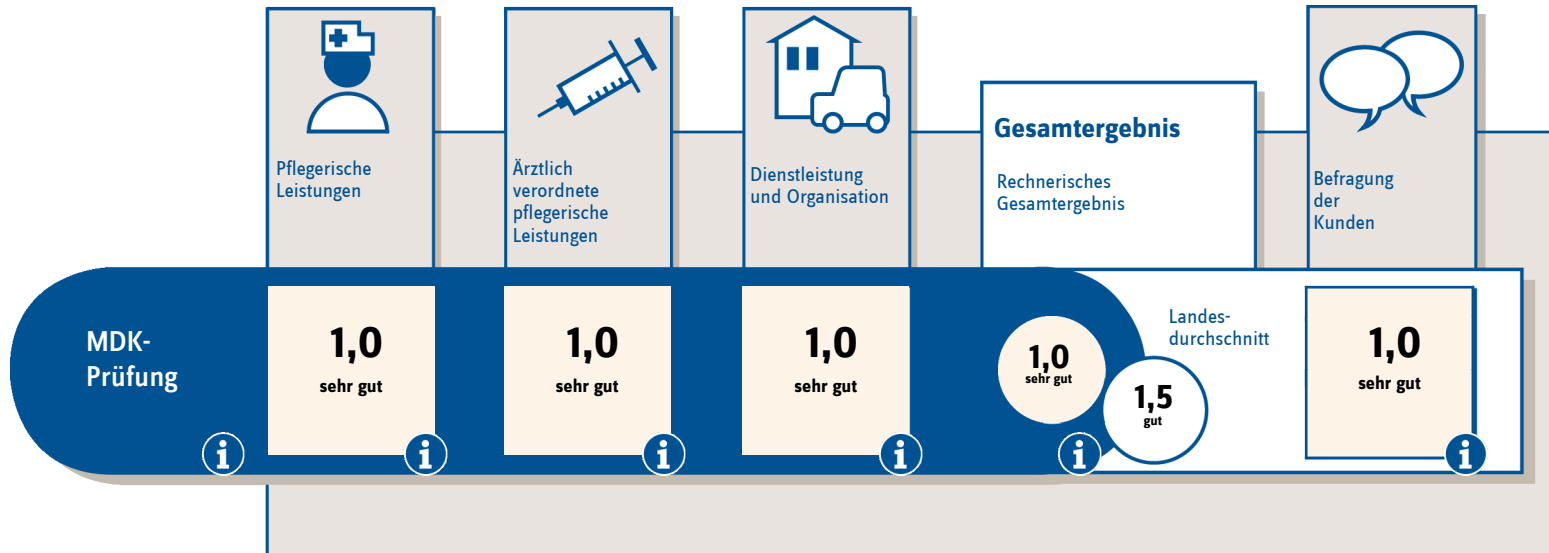 Pflegerische
Leistungen
Ärztlich
verordnete
pflegerische
Leistungen
Dienstleistung
und Organisation
Gesamtergebnis
Rechnerisches
Gesamtergebnis
Befragung
der
Kunden
MDK-
Prüfung
1,0
sehr gut
1,0
sehr gut
1,0
sehr gut
1,0
sehr gut
Landes-
durchschnitt
1,5
gut
1,0
sehr gut
i
i
i
i
i
i